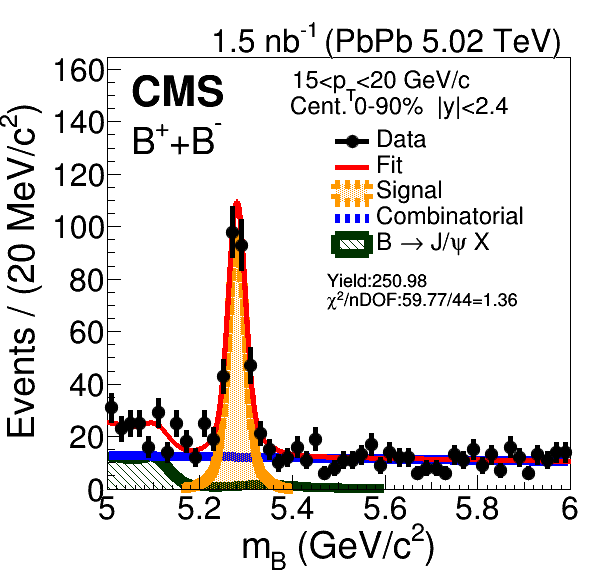 1.5 nb⁻¹ (PbPb 5.02 TeV)
CMS
B⁺+B⁻
15<p_T<20 GeV/c
Cent. 0-90% |y|<2.4
Data
Fit
Signal
Combinatorial
B → J/ψ X
Yield:250.98
χ²/nDOF:59.77/44=1.36
Events / (20 MeV/c²)
160
140
120
100
80
60
40
20
0
5
5.2
5.4
5.6
5.8
6
m_B (GeV/c²)